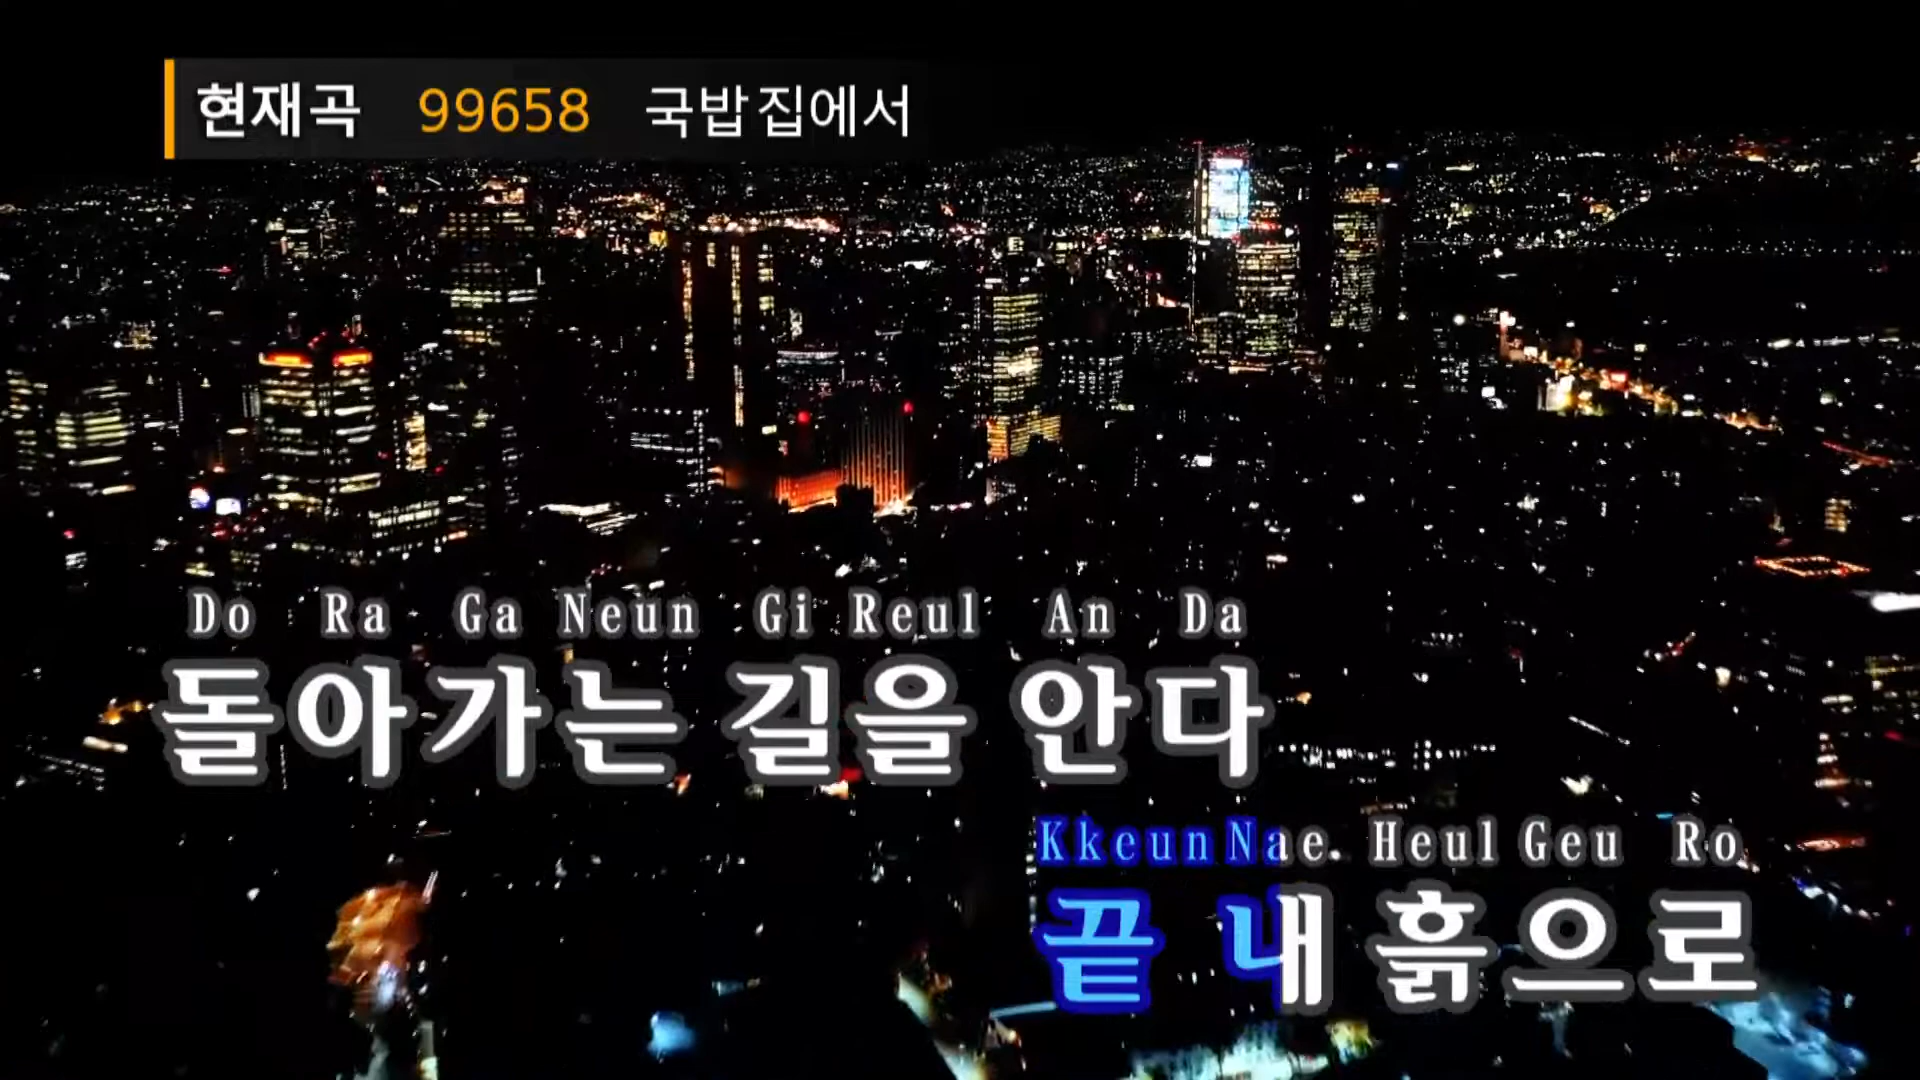 현재곡 99658 국밥집에서
Do Ra Ga Neun Gi Reul An Da
돌아가는 길을 안다
Kkeun Nae. Heul Geu Ro
끝 내 흙으로